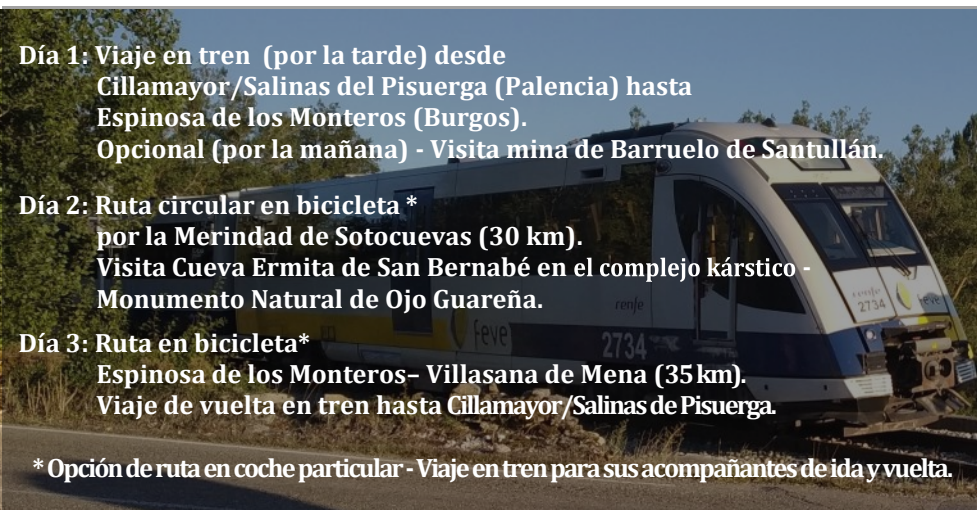 Día 1: Viaje en tren (por la tarde) desde
Cillamayor/Salinas del Pisuerga (Palencia) hasta
Espinosa de los Monteros (Burgos).
Opcional (por la mañana) - Visita mina de Barruelo de Santullán.
Día 2: Ruta circular en bicicleta *
por la Merindad de Sotocuevas (30 km).
Visita Cueva Ermita de San Bernabé en el complejo kárstico -
Monumento Natural de Ojo Guareña.
renfe
renfe
2734
feve
2734
Día 3: Ruta en bicicleta*
Espinosa de los Monteros– Villasana de Mena (35 km).
Viaje de vuelta en tren hasta Cillamayor/Salinas de Pisuerga.
* Opción de ruta en coche particular - Viaje en tren para sus acompañantes de ida y vuelta.